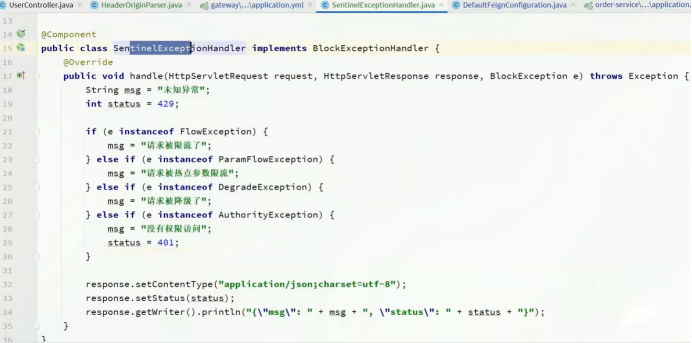 UserController.java × HeaderOriginParser.java × gateway\...\application.yml × SentinelExceptionHandler.java × DefaultFeignConfiguration.java × order-service\...\application.
13
14 @Component
15 public class SentinelExceptionHandler implements BlockExceptionHandler {
16 @Override
17 public void handle(HttpServletRequest request, HttpServletResponse response, BlockException e) throws Exception {
18 String msg = "未知异常";
19 int status = 429;
20
21 if (e instanceof FlowException) {
22 msg = "请求被限流了";
23 } else if (e instanceof ParamFlowException) {
24 msg = "请求被热点参数限流";
25 } else if (e instanceof DegradeException) {
26 msg = "请求被降级了";
27 } else if (e instanceof AuthorityException) {
28 msg = "没有权限访问";
29 status = 401;
30 }
31
32 response.setContentType("application/json;charset=utf-8");
33 response.setStatus(status);
34 response.getWriter().println("{\"msg\": " + msg + ", \"status\": " + status + "}");
35 }
36 }